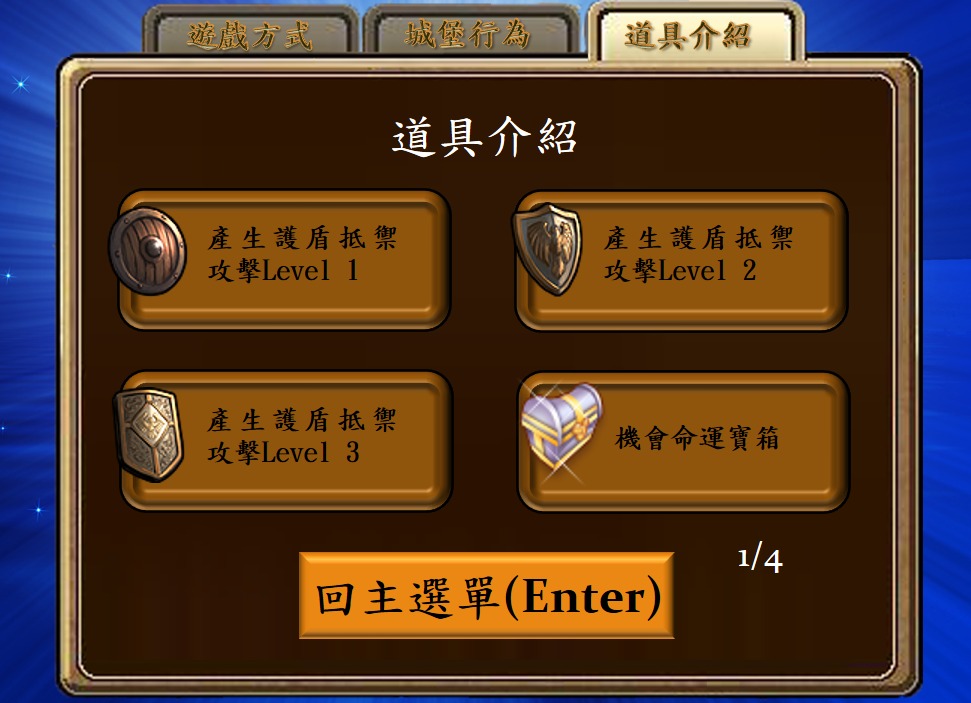 遊戲方式
城堡行為
道具介紹
道具介紹
產生護盾抵禦
攻擊Level 1
產生護盾抵禦
攻擊Level 2
產生護盾抵禦
攻擊Level 3
機會命運寶箱
1/4
回主選單(Enter)